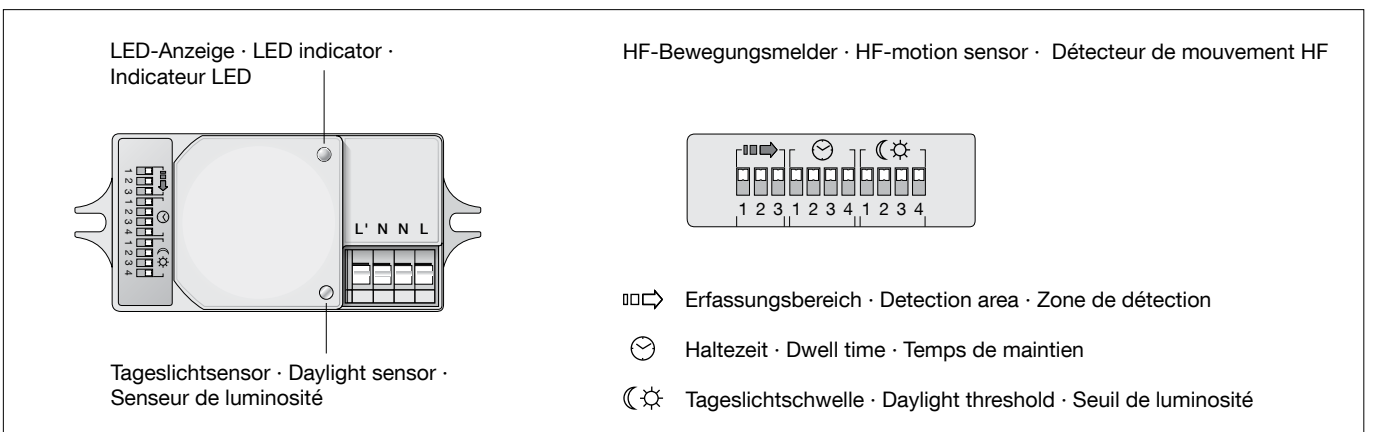 LED-Anzeige · LED indicator ·
Indicateur LED
HF-Bewegungsmelder · HF-motion sensor · Détecteur de mouvement HF
1 2 3 1 2 3 4 1 2 3 4
L' N N L
1 2 3 1 2 3 4 1 2 3 4
Erfassungsbereich · Detection area · Zone de détection
Haltezeit · Dwell time · Temps de maintien
Tageslichtschwelle · Daylight threshold · Seuil de luminosité
Tageslichtsensor · Daylight sensor ·
Senseur de luminosité